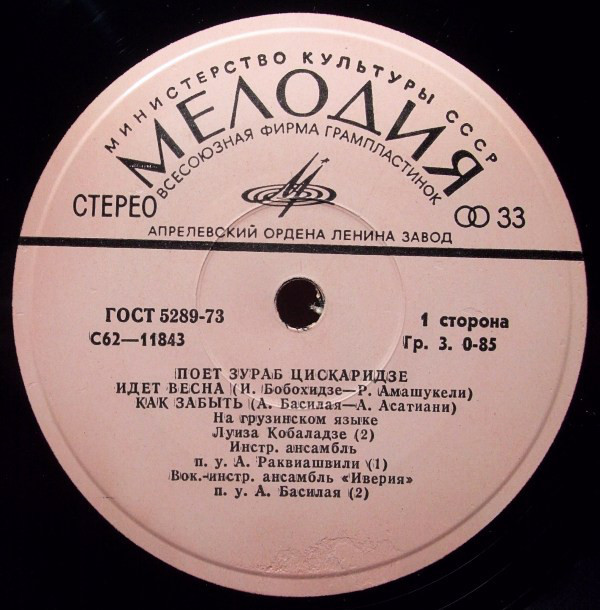 МИНИСТЕРСТВО КУЛЬТУРЫ СССР
МЕЛОДИЯ
ВСЕСОЮЗНАЯ ФИРМА ГРАМПЛАСТИНОК
СТЕРЕО
33
АПРЕЛЕВСКИЙ ОРДЕНА ЛЕНИНА ЗАВОД
ГОСТ 5289-73
С62—11843
1 сторона
Гр. 3. 0-85
ПОЕТ ЗУРАБ ЦИСКАРИДЗЕ
ИДЕТ ВЕСНА (И. Бобохидзе—Р. Амашукели)
КАК ЗАБЫТЬ (А. Басилая—А. Асатиани)
На грузинском языке
Луиза Кобаладзе (2)
Инстр. ансамбль
п. у. А. Раквиашвили (1)
Вок.-инстр. ансамбль «Иверия»
п. у. А. Басилая (2)